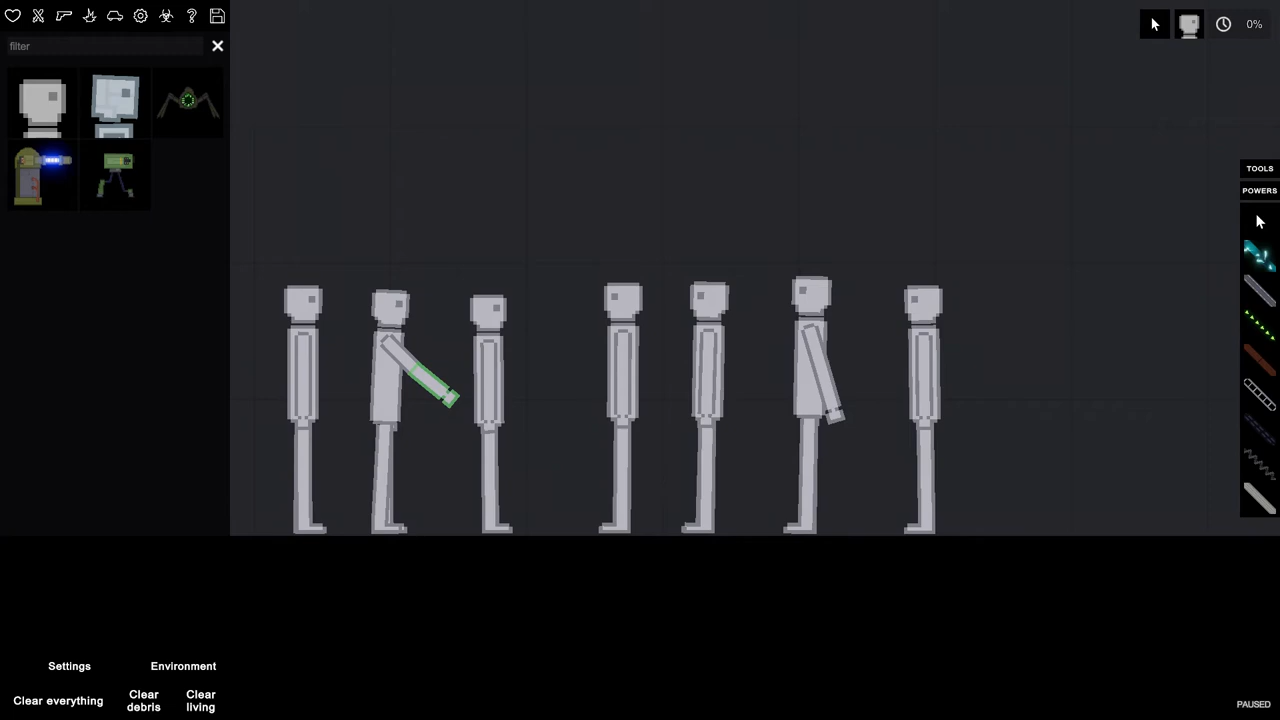 0%
filter
TOOLS
POWERS
Settings
Environment
Clear everything
Clear
debris
Clear
living
PAUSED